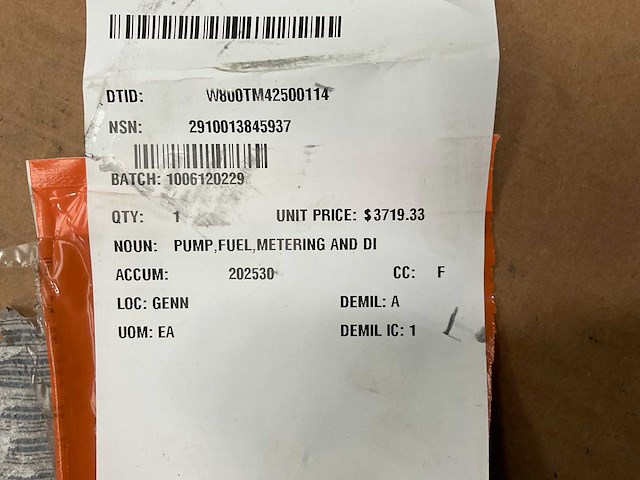 DTID: W800TM42500114
NSN: 2910013845937
BATCH: 1006120229
QTY: 1 UNIT PRICE: $3719.33
NOUN: PUMP,FUEL,METERING AND DI
ACCUM: 202530 CC: F
LOC: GENN DEMIL: A
UOM: EA DEMIL IC: 1